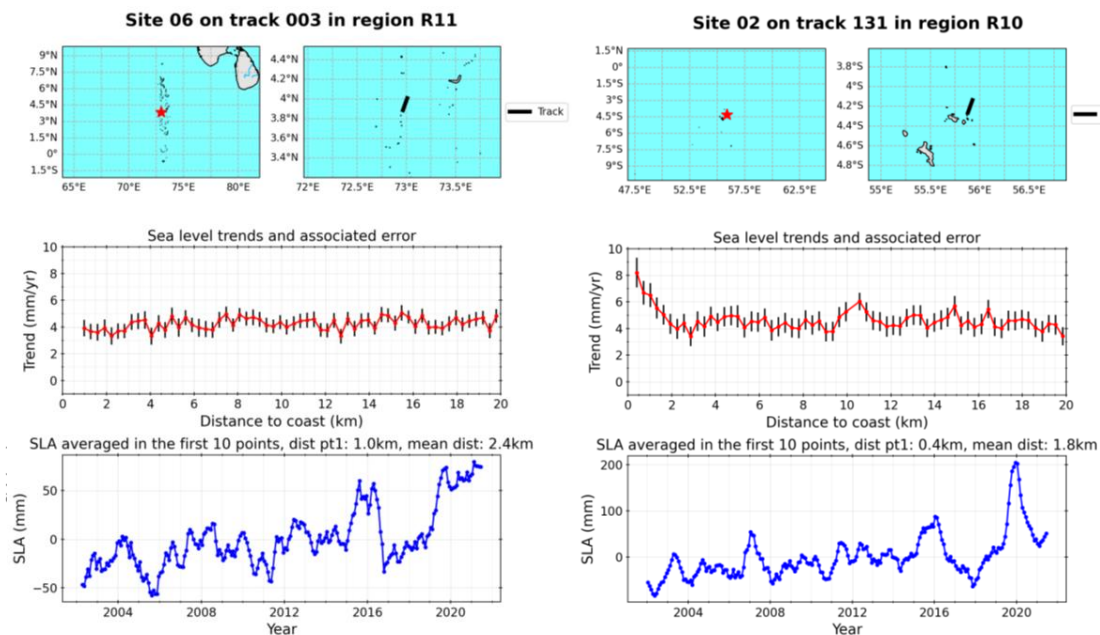 Site 06 on track 003 in region R11
9°N
7.5°N
6°N
4.5°N
3°N
1.5°N
0°
1.5°S
65°E 70°E 75°E 80°E
4.4°N
4.2°N
4°N
3.8°N
3.6°N
3.4°N
72°E 72.5°E 73°E 73.5°E
Track
Sea level trends and associated error
Trend (mm/yr)
10
8
6
4
2
0
0 2 4 6 8 10 12 14 16 18 20
Distance to coast (km)
SLA averaged in the first 10 points, dist pt1: 1.0km, mean dist: 2.4km
SLA (mm)
50
0
−50
2004 2008 2012 2016 2020
Year
Site 02 on track 131 in region R10
1.5°N
0°
1.5°S
3°S
4.5°S
6°S
7.5°S
9°S
47.5°E 52.5°E 57.5°E 62.5°E
3.8°S
4°S
4.2°S
4.4°S
4.6°S
4.8°S
55°E 55.5°E 56°E 56.5°E
Sea level trends and associated error
Trend (mm/yr)
10
8
6
4
2
0
0 2 4 6 8 10 12 14 16 18 20
Distance to coast (km)
SLA averaged in the first 10 points, dist pt1: 0.4km, mean dist: 1.8km
SLA (mm)
200
100
0
2004 2008 2012 2016 2020
Year